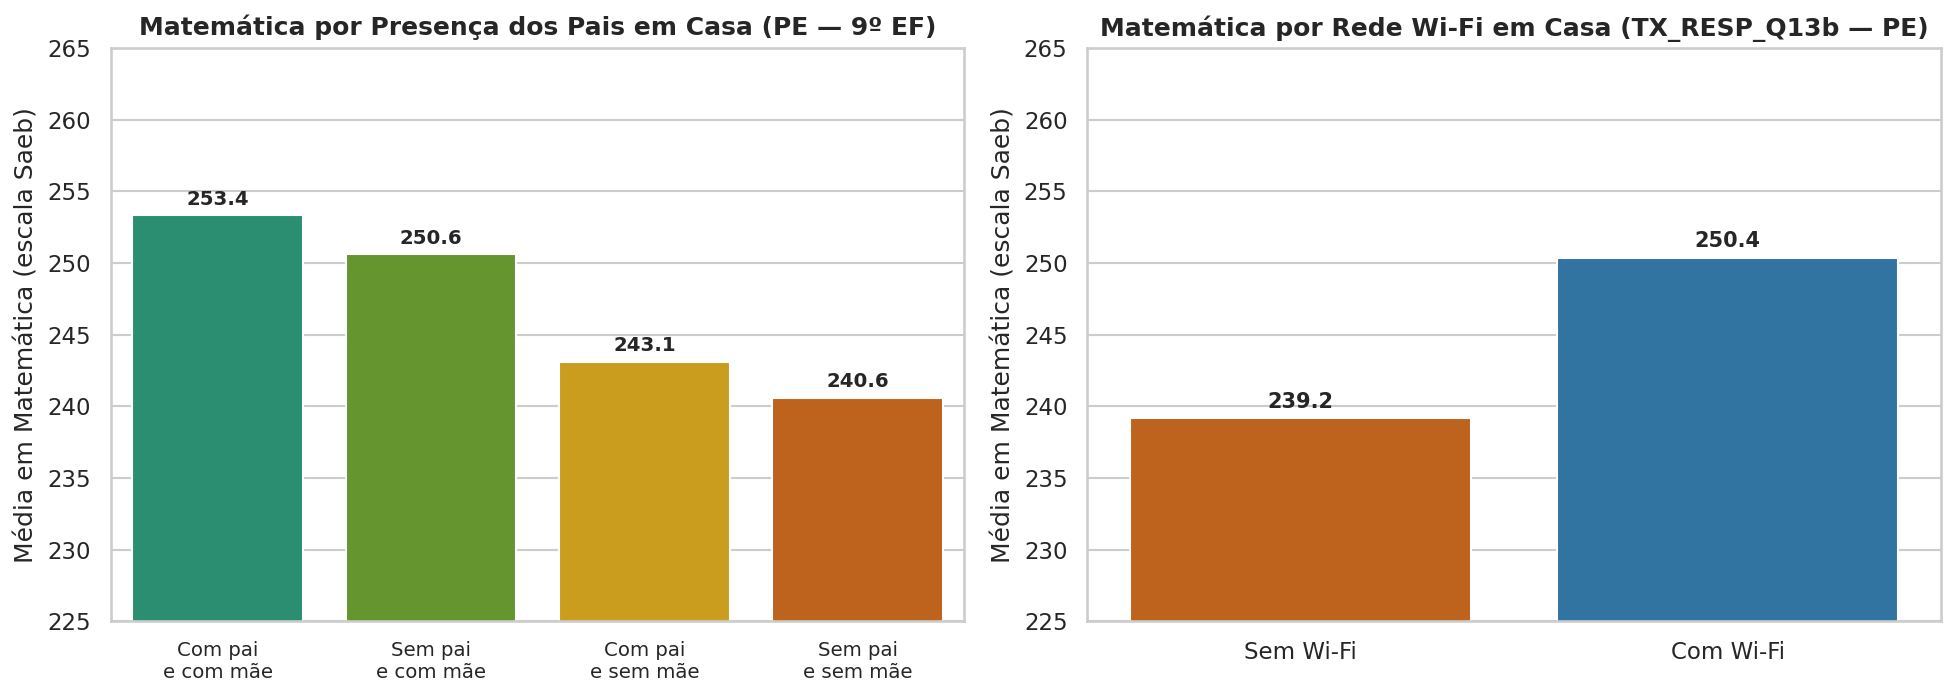 Matemática por Presença dos Pais em Casa (PE — 9º EF)
Média em Matemática (escala Saeb)
265
260
255
250
245
240
235
230
225
253.4
250.6
243.1
240.6
Com pai
e com mãe
Sem pai
e com mãe
Com pai
e sem mãe
Sem pai
e sem mãe
Matemática por Rede Wi-Fi em Casa (TX_RESP_Q13b — PE)
Média em Matemática (escala Saeb)
265
260
255
250
245
240
235
230
225
239.2
250.4
Sem Wi-Fi
Com Wi-Fi